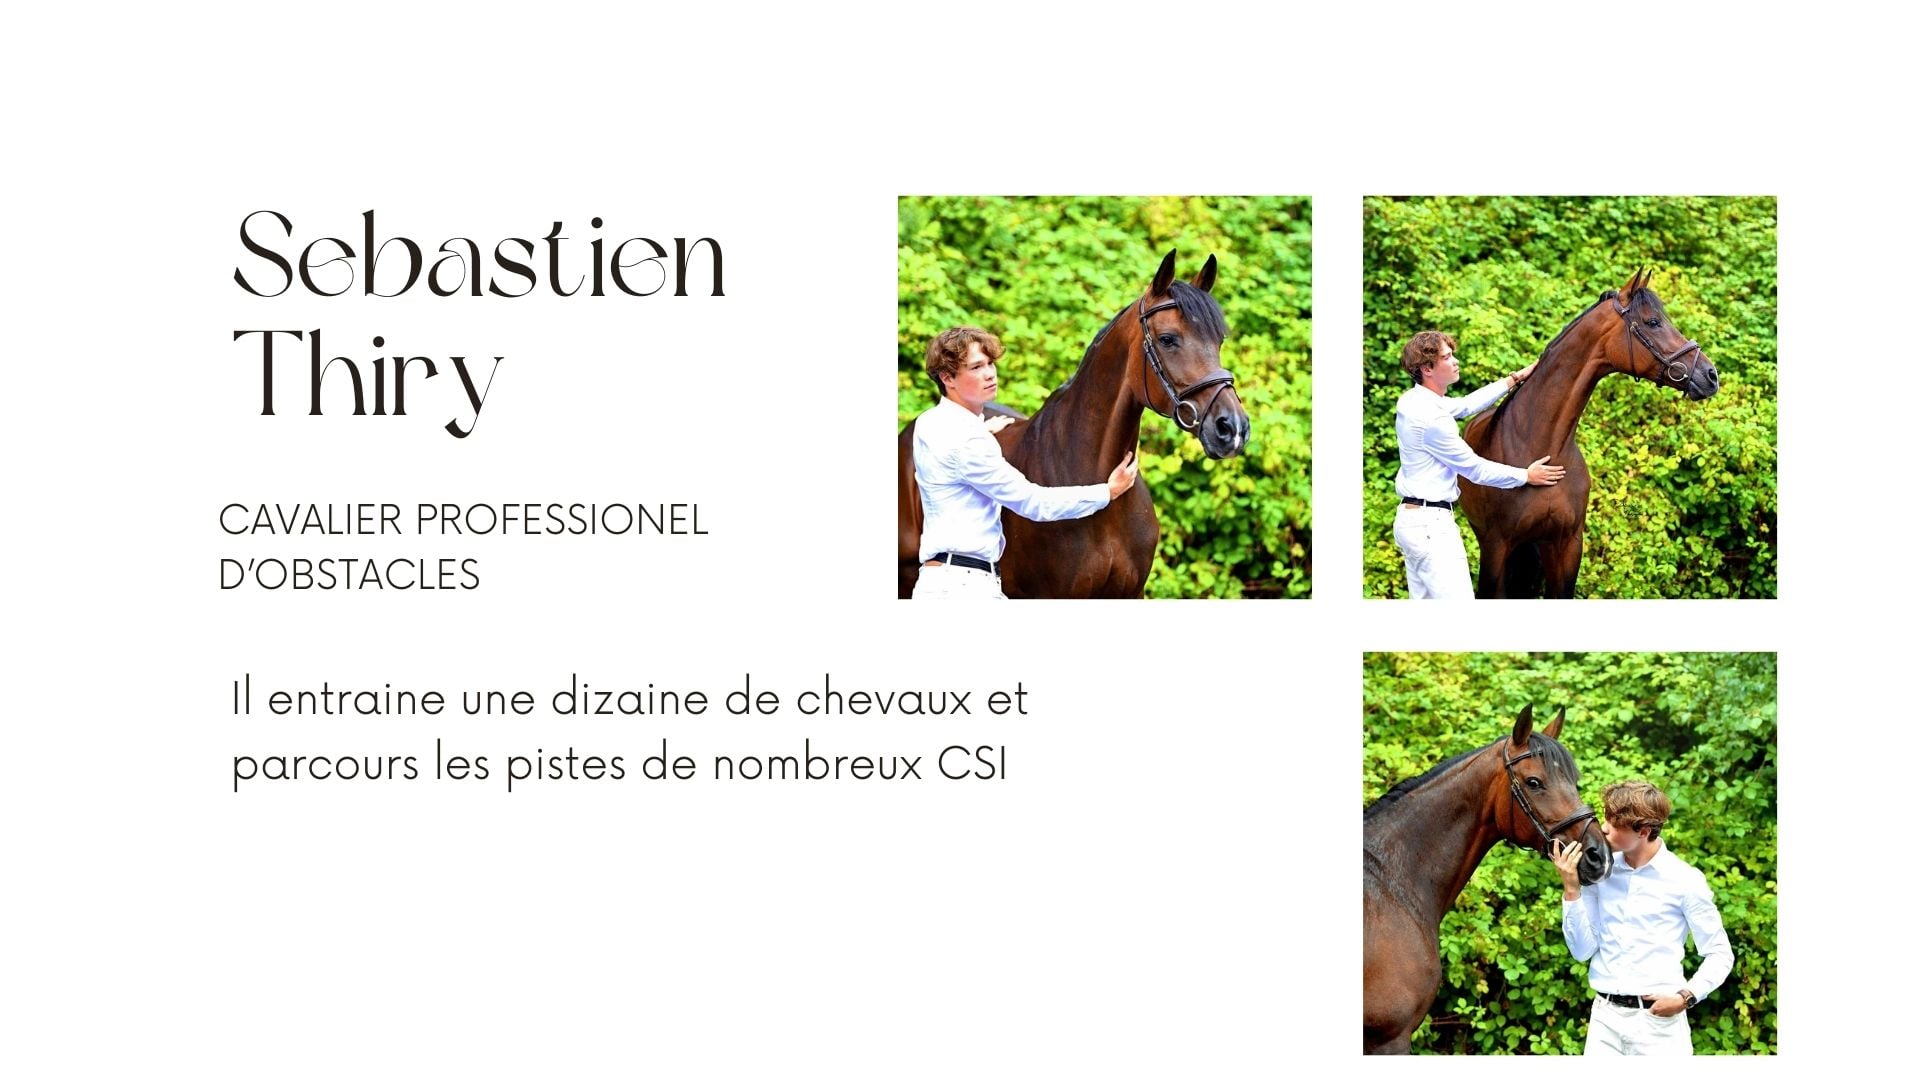 Sebastien
Thiry
CAVALIER PROFESSIONEL
D'OBSTACLES
Il entraine une dizaine de chevaux et
parcours les pistes de nombreux CSI